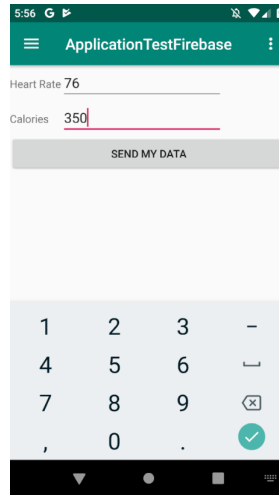 5:56 G
ApplicationTestFirebase
Heart Rate 76
Calories 350
SEND MY DATA
1 2 3 -
4 5 6
7 8 9
, 0 .